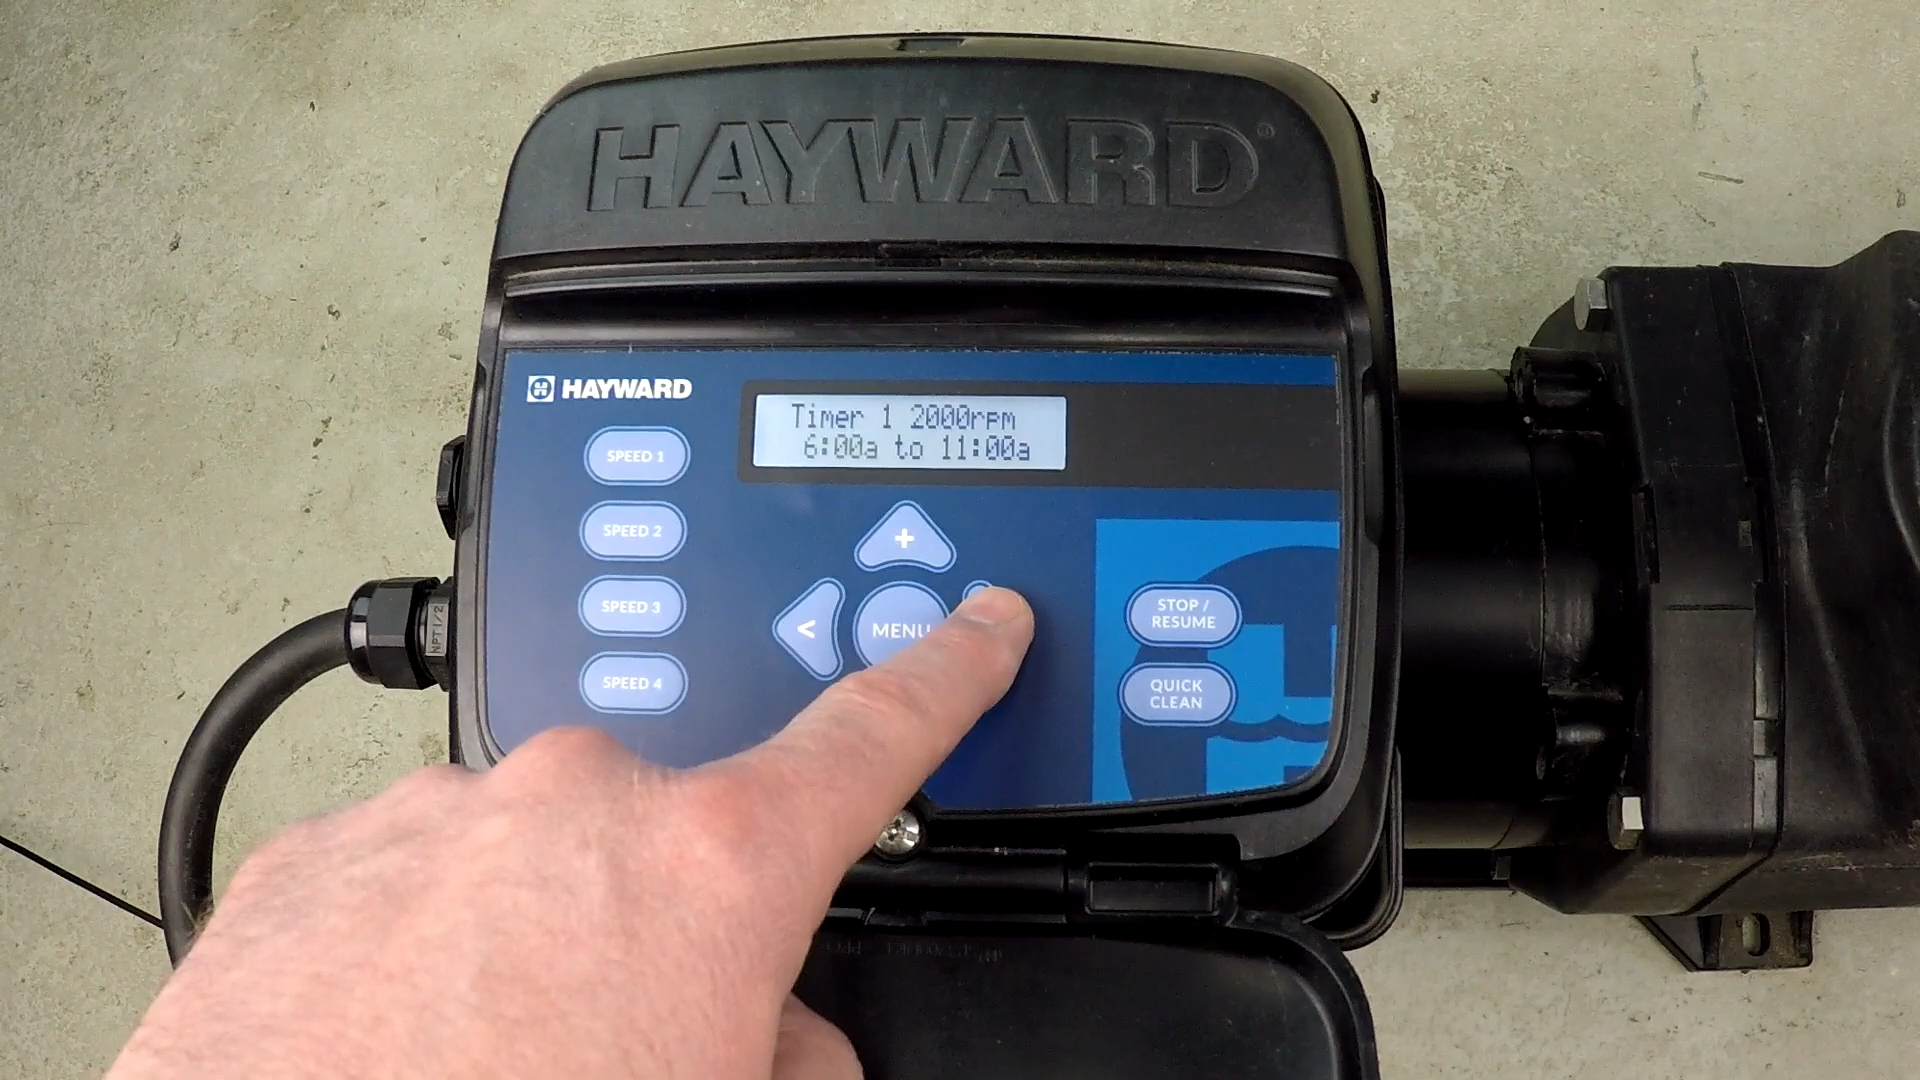 HAYWARD®
HAYWARD
Timer 1 2000rpm
6:00a to 11:00a
SPEED 1
SPEED 2
SPEED 3
SPEED 4
+
<
MENU
STOP /
RESUME
QUICK
CLEAN
NPT1/2